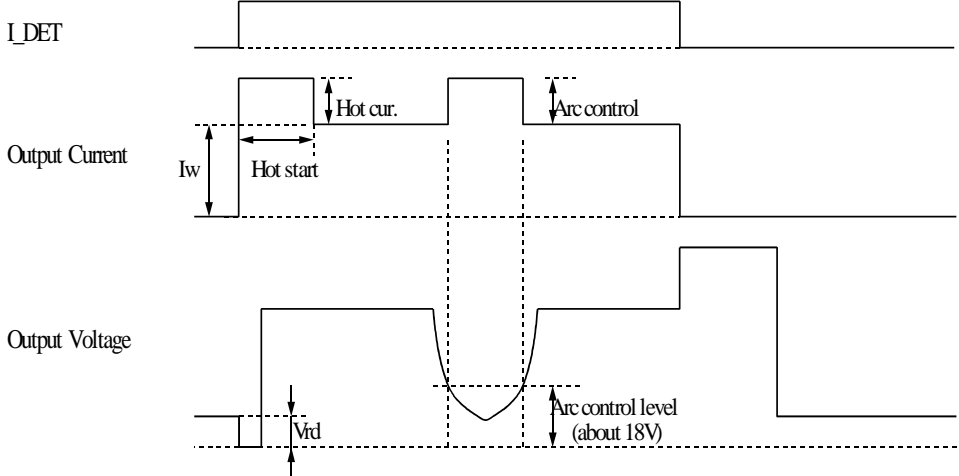 I_DET
Hot cur.
Arc control
Output Current
Iw
Hot start
Output Voltage
Vrd
Arc control level
(about 18V)